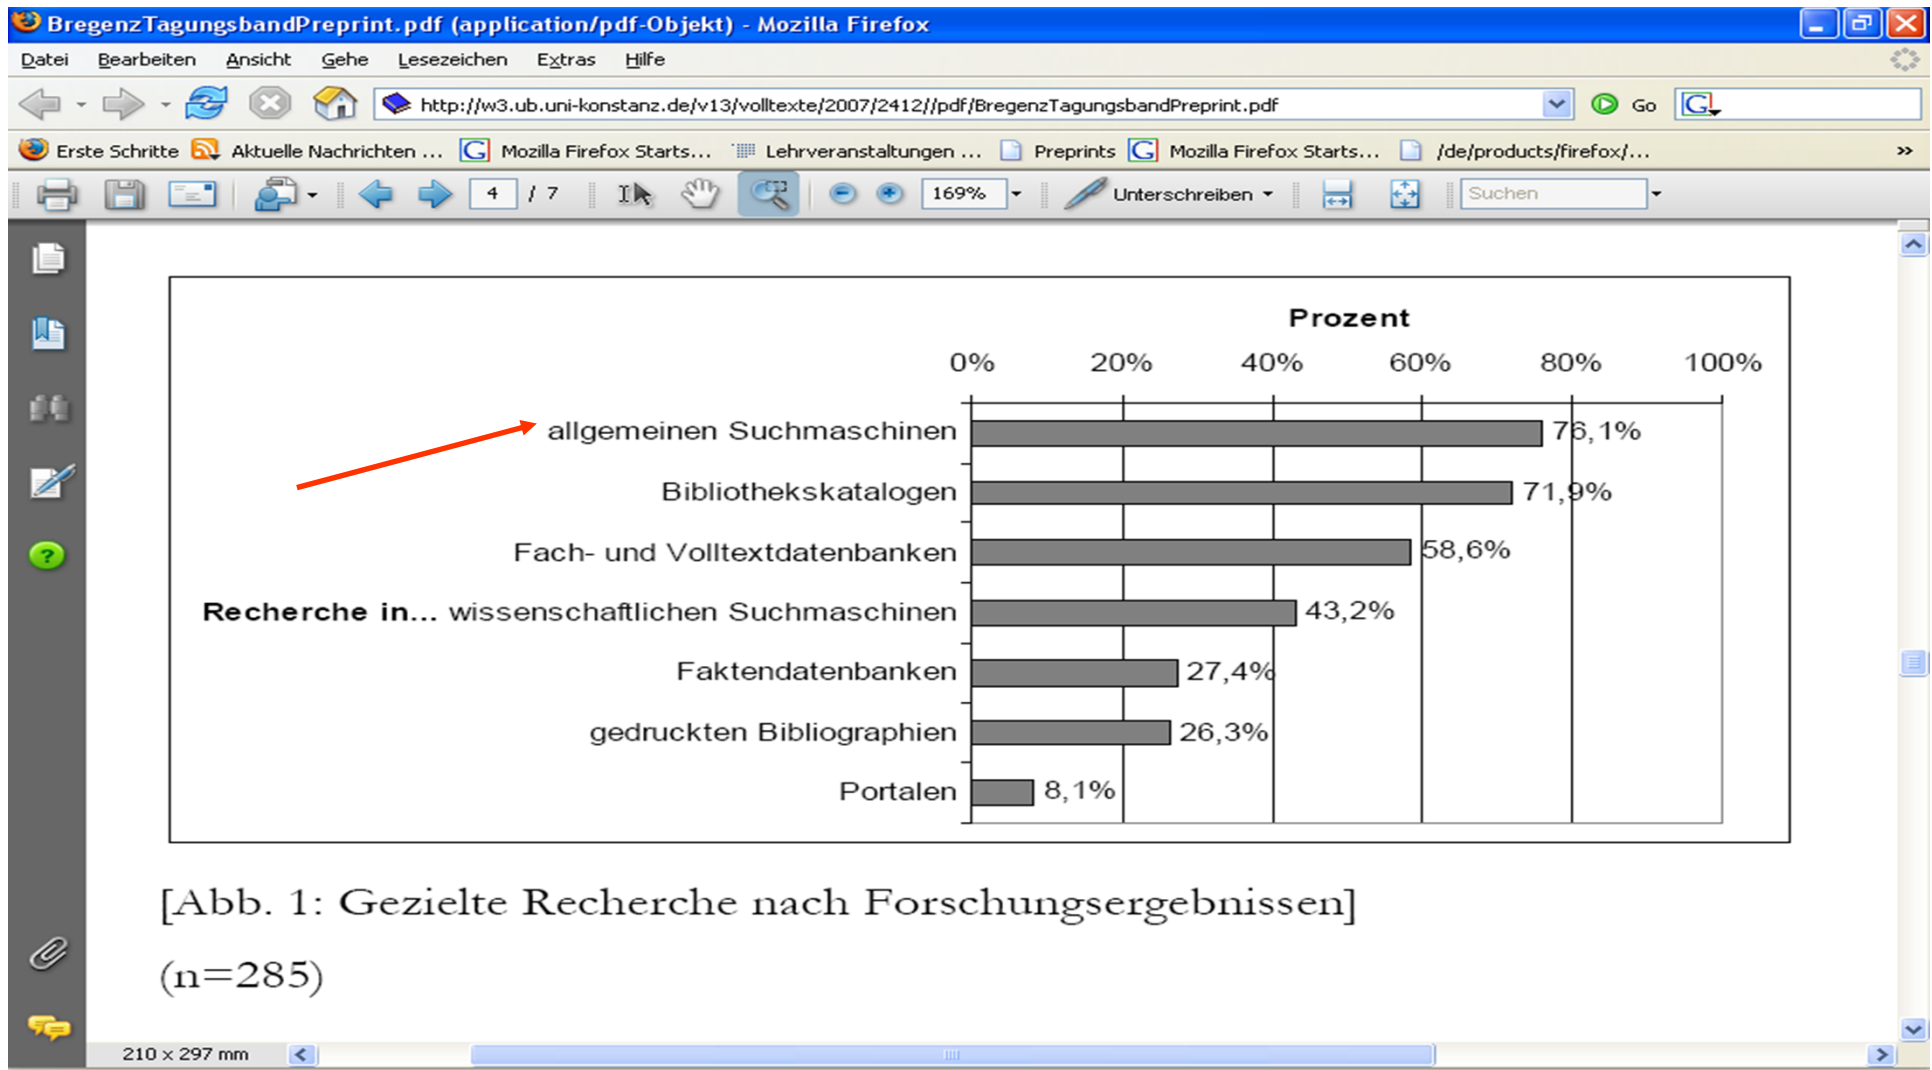 BregenzTagungsbandPreprint.pdf (application/pdf-Objekt) - Mozilla Firefox
Datei Bearbeiten Ansicht Gehe Lesezeichen Extras Hilfe
http://w3.ub.uni-konstanz.de/v13/volltexte/2007/2412//pdf/BregenzTagungsbandPreprint.pdf Go G
Erste Schritte Aktuelle Nachrichten ... G Mozilla Firefox Starts... Lehrveranstaltungen ... Preprints G Mozilla Firefox Starts... /de/products/firefox/... »
4 / 7 169% Unterschreiben Suchen
Prozent
0% 20% 40% 60% 80% 100%
allgemeinen Suchmaschinen 76,1%
Bibliothekskatalogen 71,9%
Fach- und Volltextdatenbanken 58,6%
Recherche in... wissenschaftlichen Suchmaschinen 43,2%
Faktendatenbanken 27,4%
gedruckten Bibliographien 26,3%
Portalen 8,1%
[Abb. 1: Gezielte Recherche nach Forschungsergebnissen]
(n=285)
210 x 297 mm